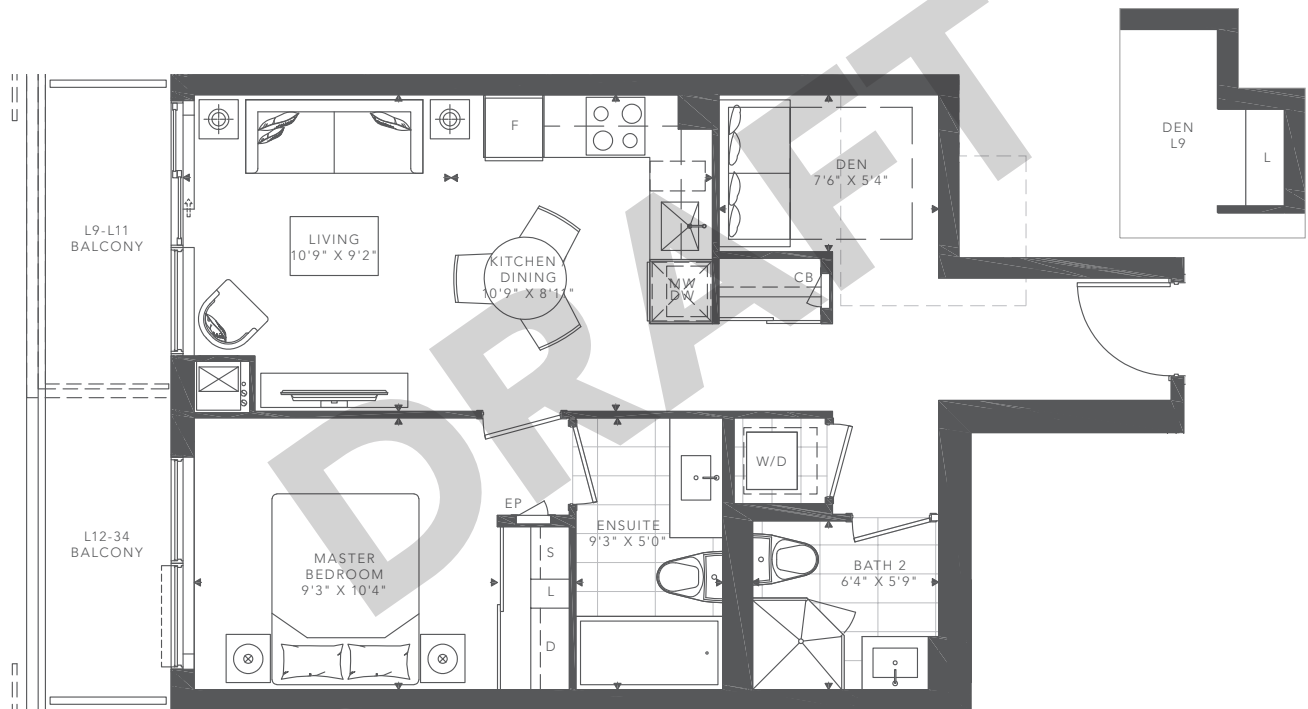 DRAFT
DEN
L9
L
F
DEN
7'6" X 5'4"
L9-L11
BALCONY
LIVING
10'9" X 9'2"
KITCHEN /
DINING
10'9" X 8'11"
MW
DW
CB
W/D
EP
ENSUITE
9'3" X 5'0"
L12-34
BALCONY
MASTER
BEDROOM
9'3" X 10'4"
S
L
D
BATH 2
6'4" X 5'9"